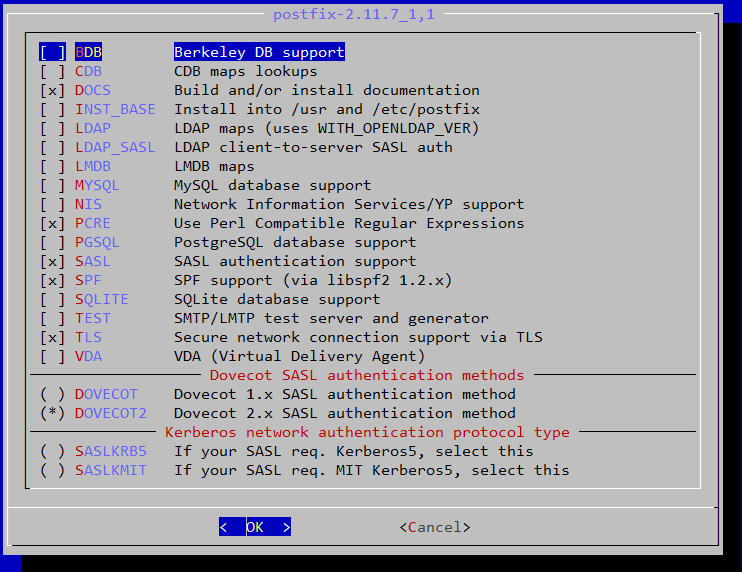 postfix-2.11.7_1,1
[ ] BDB Berkeley DB support
[ ] CDB CDB maps lookups
[x] DOCS Build and/or install documentation
[ ] INST_BASE Install into /usr and /etc/postfix
[ ] LDAP LDAP maps (uses WITH_OPENLDAP_VER)
[ ] LDAP_SASL LDAP client-to-server SASL auth
[ ] LMDB LMDB maps
[ ] MYSQL MySQL database support
[ ] NIS Network Information Services/YP support
[x] PCRE Use Perl Compatible Regular Expressions
[ ] PGSQL PostgreSQL database support
[x] SASL SASL authentication support
[x] SPF SPF support (via libspf2 1.2.x)
[ ] SQLITE SQLite database support
[ ] TEST SMTP/LMTP test server and generator
[x] TLS Secure network connection support via TLS
[ ] VDA VDA (Virtual Delivery Agent)
Dovecot SASL authentication methods
( ) DOVECOT Dovecot 1.x SASL authentication method
(*) DOVECOT2 Dovecot 2.x SASL authentication method
Kerberos network authentication protocol type
( ) SASLKRB5 If your SASL req. Kerberos5, select this
( ) SASLKMIT If your SASL req. MIT Kerberos5, select this
< OK > <Cancel>